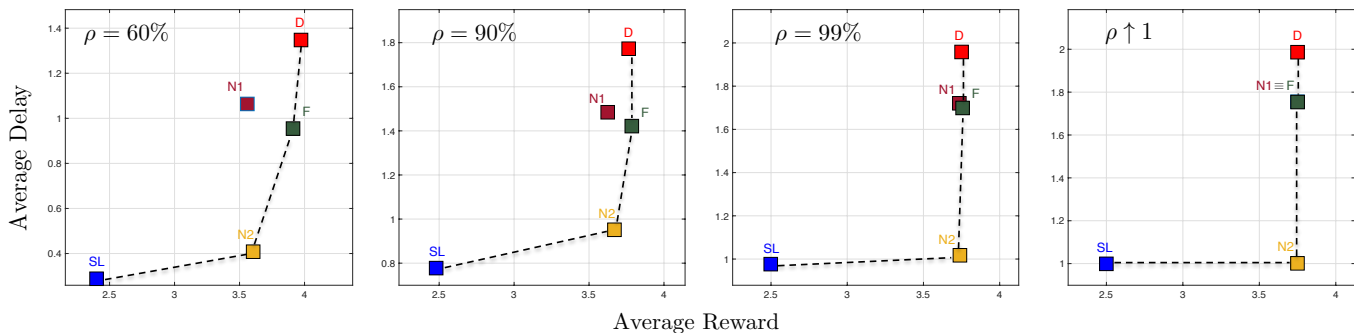 Average Delay
ρ = 60%
1.4
1.2
1
0.8
0.6
0.4
D
N1
F
N2
SL
2.5 3 3.5 4
ρ = 90%
1.8
1.6
1.4
1.2
1
0.8
D
N1
F
N2
SL
2.5 3 3.5 4
ρ = 99%
2
1.8
1.6
1.4
1.2
1
D
N1
F
N2
SL
2.5 3 3.5 4
ρ ↑ 1
2
1.8
1.6
1.4
1.2
1
D
N1≡F
N2
SL
2.5 3 3.5 4
Average Reward